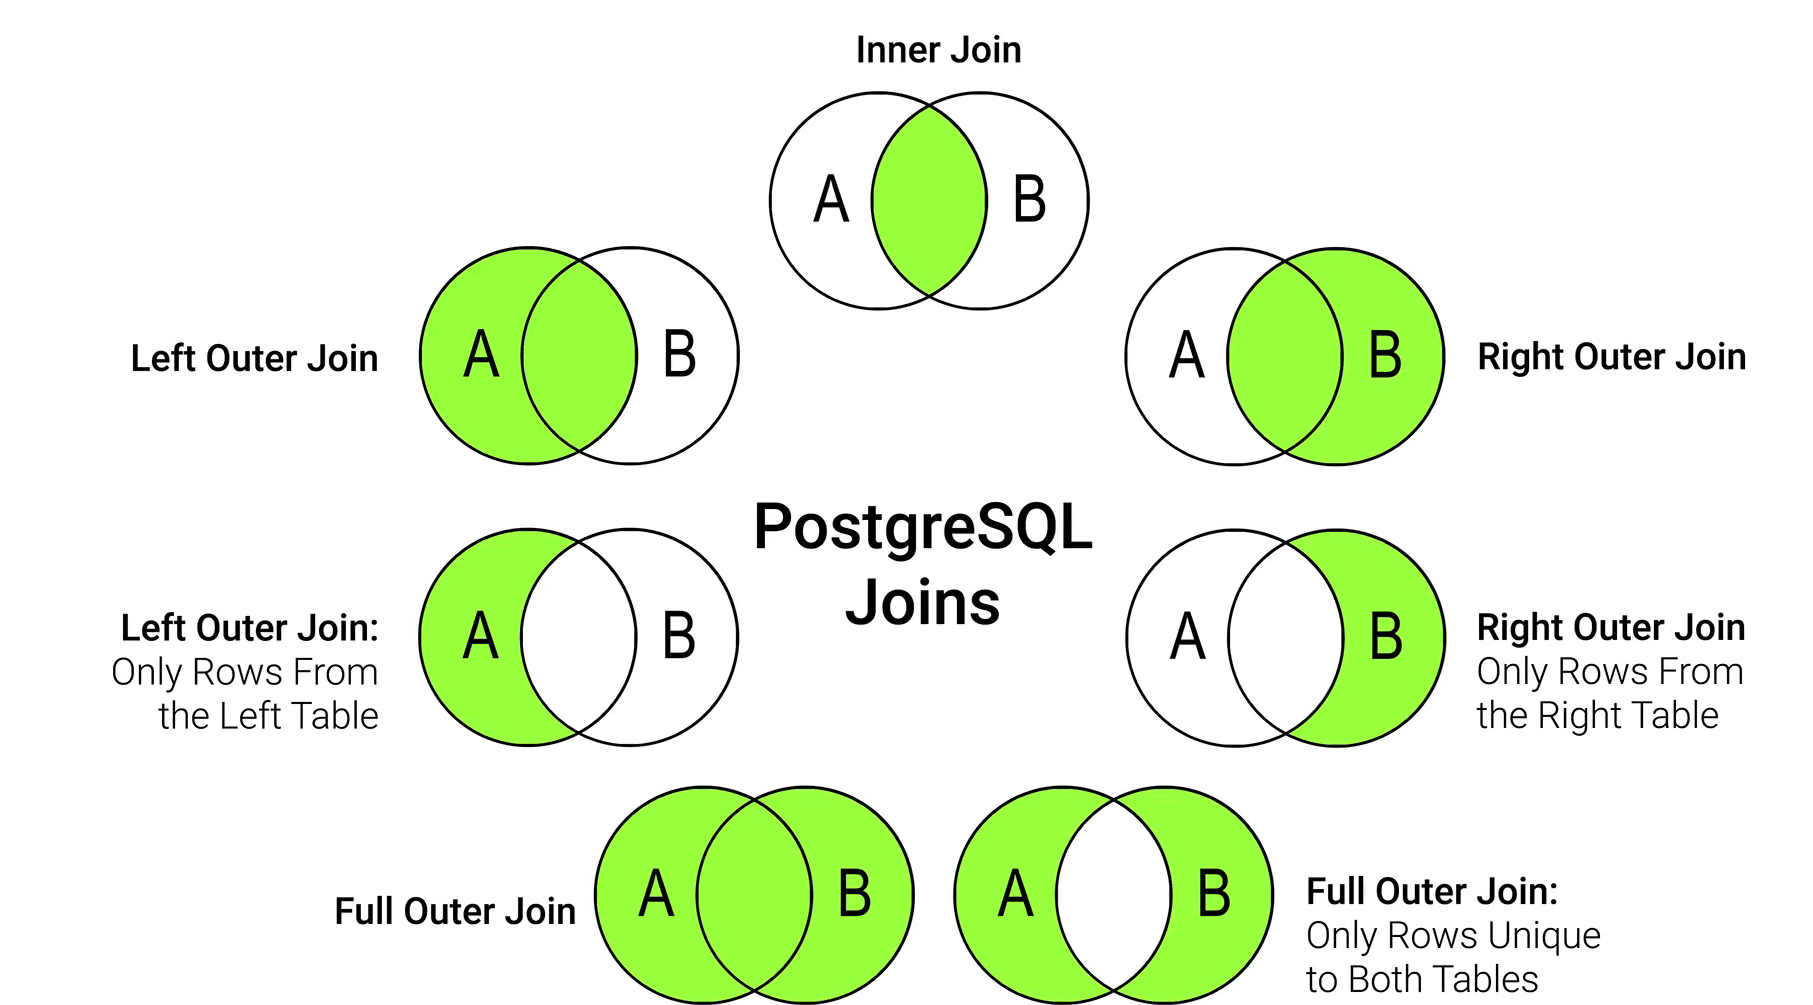 Inner Join
A
B
Left Outer Join
A
B
A
B
Right Outer Join
PostgreSQL
Joins
Left Outer Join:
Only Rows From
the Left Table
A
B
A
B
Right Outer Join
Only Rows From
the Right Table
Full Outer Join
A
B
A
B
Full Outer Join:
Only Rows Unique
to Both Tables